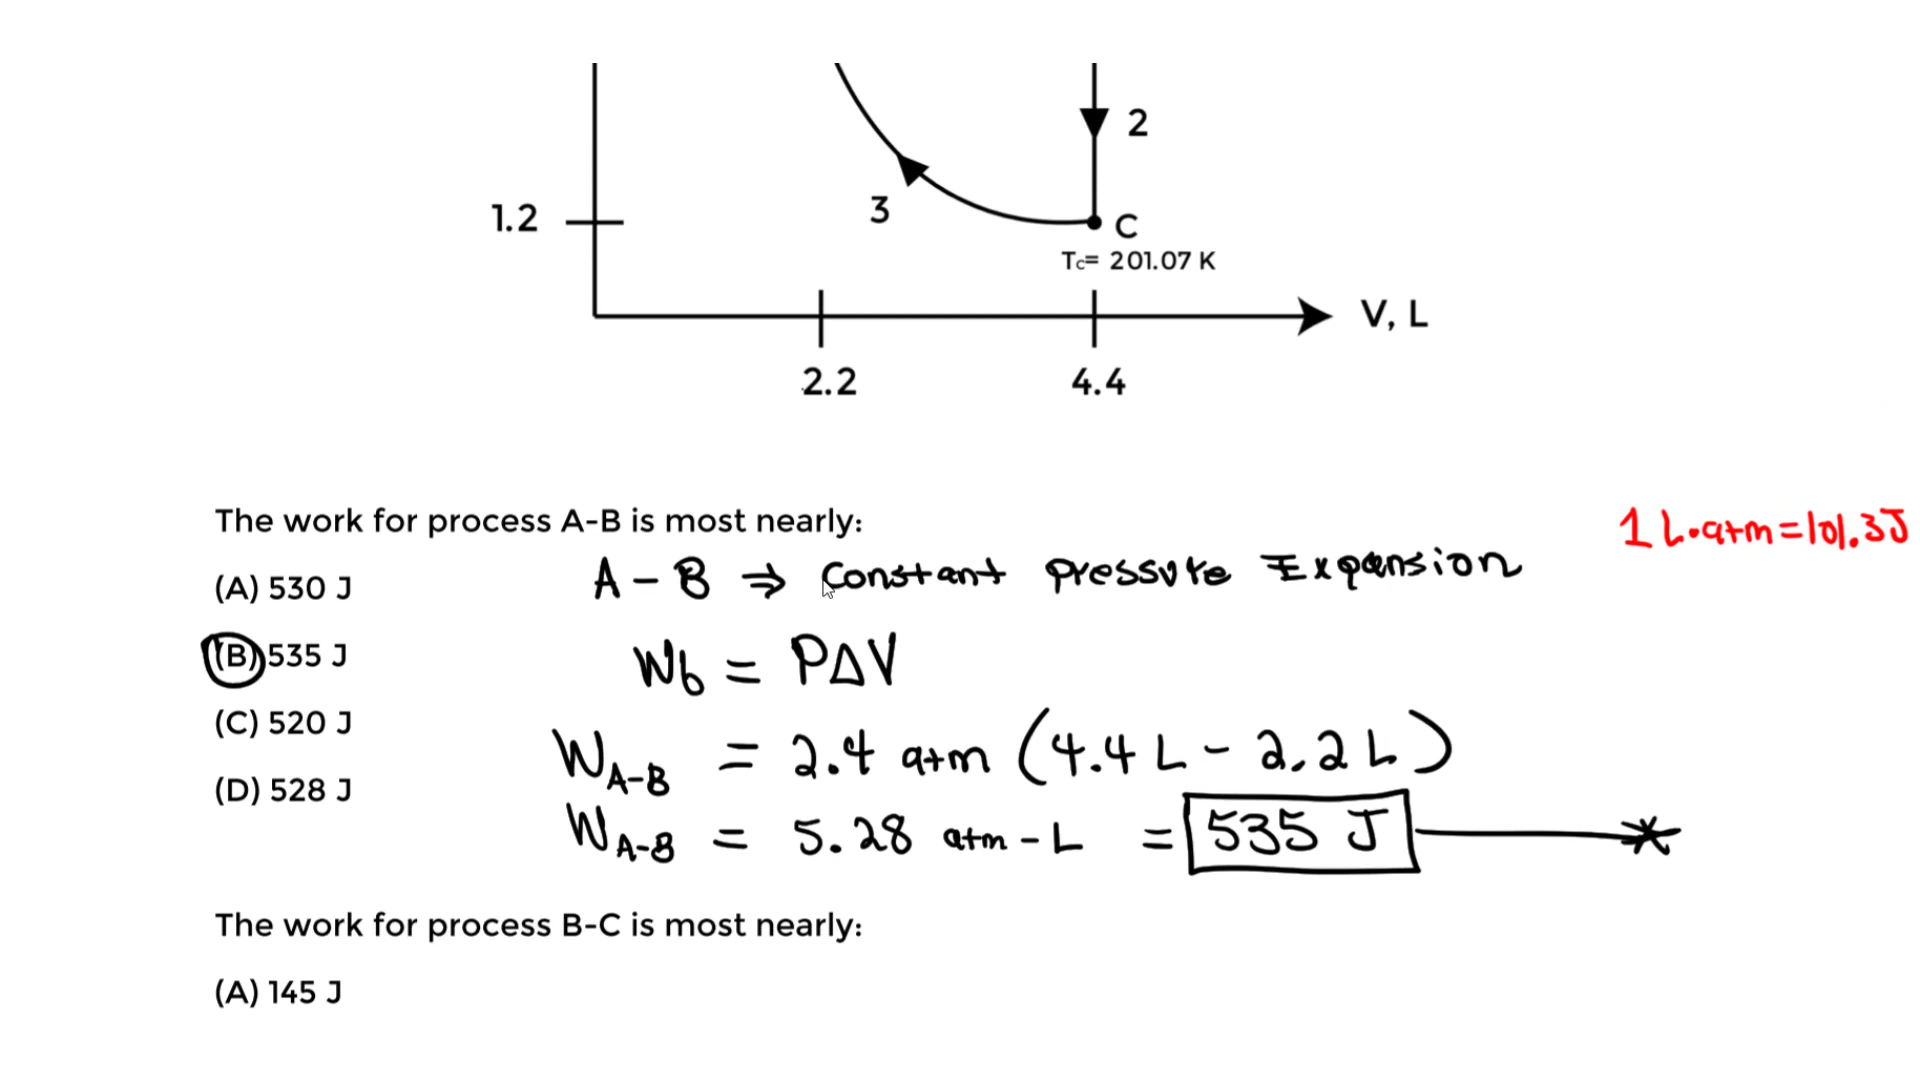 2
1.2
3
C
Tc= 201.07 K
V, L
2.2
4.4
The work for process A-B is most nearly:
1 L·atm=101.3J
(A) 530 J
A - B ⇒ constant pressure Expansion
(B) 535 J
Wb = PΔV
(C) 520 J
WA-B = 2.4 atm (4.4 L - 2.2 L)
(D) 528 J
WA-B = 5.28 atm-L = 535 J
The work for process B-C is most nearly:
(A) 145 J